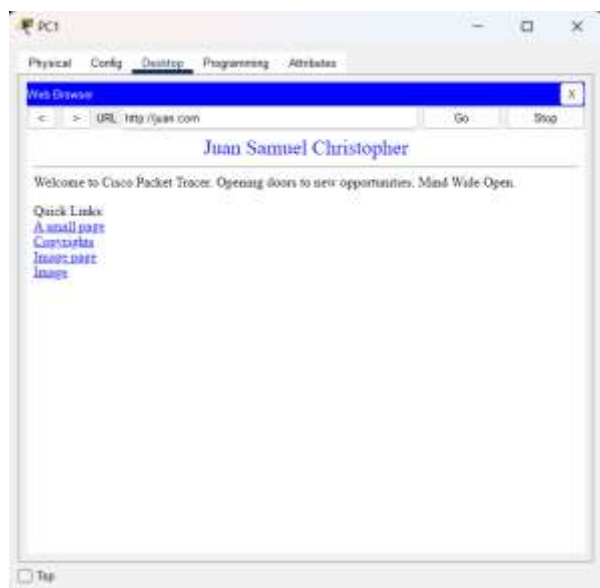 PC1
Physical Config Desktop Programming Attributes
Web Browser X
< > URL http://juan.com Go Stop
Juan Samuel Christopher
Welcome to Cisco Packet Tracer. Opening doors to new opportunities. Mind Wide Open.
Quick Links:
A small page
Copyrights
Image page
Image
Top